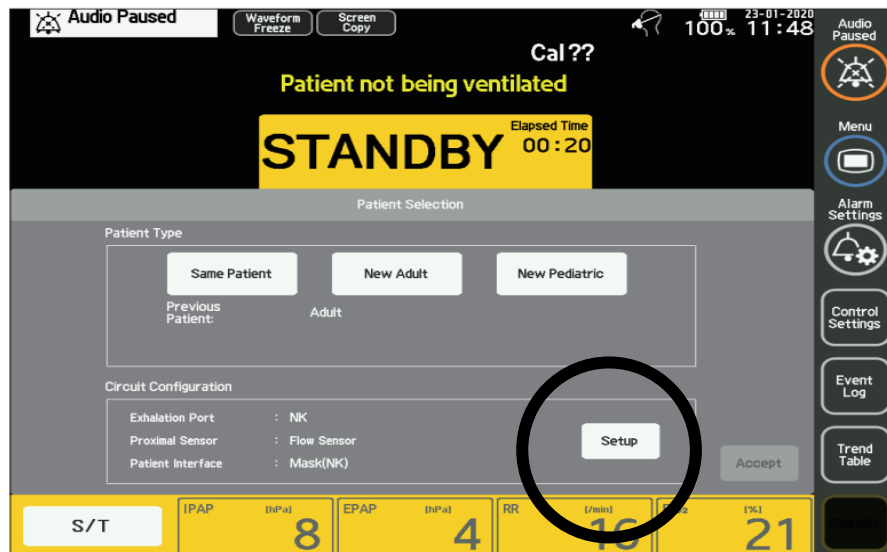 Audio Paused
Waveform Freeze
Screen Copy
100% 23-01-2020 11:48
Cal??
Patient not being ventilated
STANDBY
Elapsed Time
00:20
Patient Selection
Patient Type
Same Patient
New Adult
New Pediatric
Previous Patient: Adult
Circuit Configuration
Exhalation Port : NK
Proximal Sensor : Flow Sensor
Patient Interface : Mask(NK)
Setup
Accept
S/T
IPAP [hPa] 8
EPAP [hPa] 4
RR [/min] 16
[%] 21
Audio Paused
Menu
Alarm Settings
Control Settings
Event Log
Trend Table
Standby